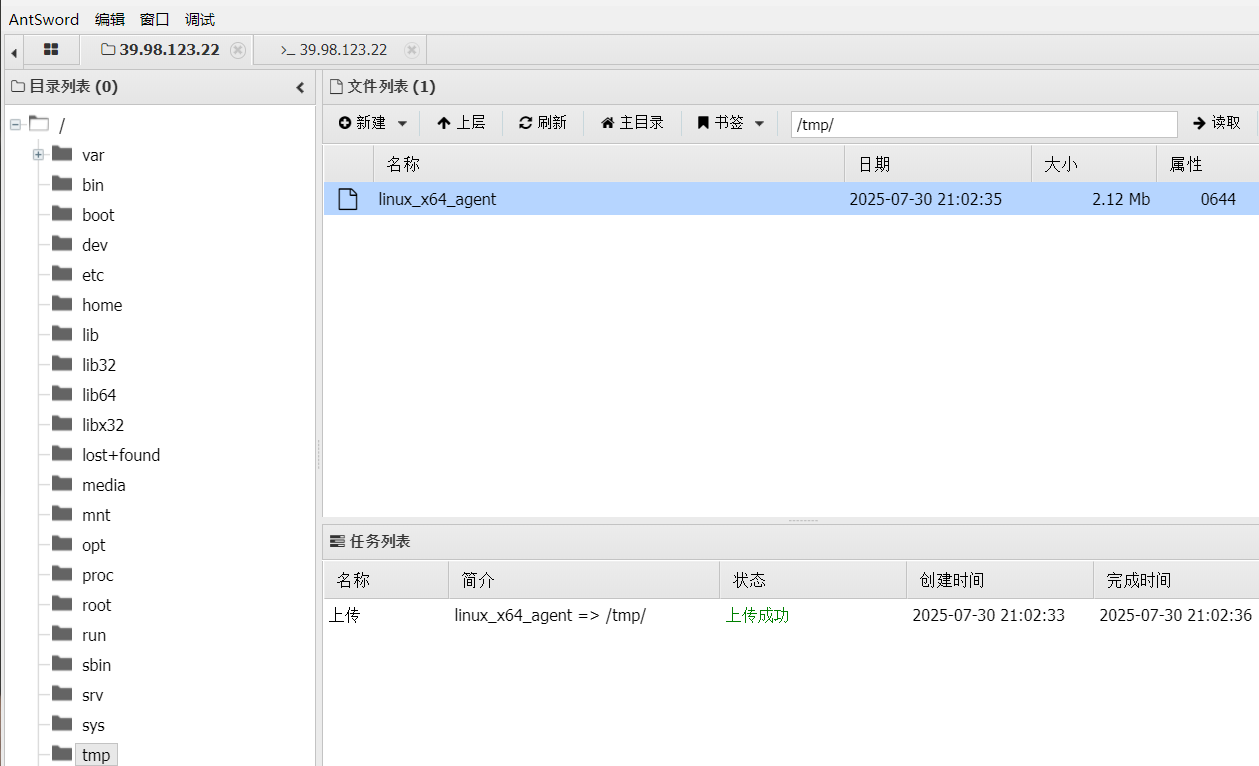 AntSword 编辑 窗口 调试
39.98.123.22 >_ 39.98.123.22
目录列表 (0)
/
var
bin
boot
dev
etc
home
lib
lib32
lib64
libx32
lost+found
media
mnt
opt
proc
root
run
sbin
srv
sys
tmp
文件列表 (1)
新建 上层 刷新 主目录 书签 /tmp/ 读取
名称 日期 大小 属性
linux_x64_agent 2025-07-30 21:02:35 2.12 Mb 0644
任务列表
名称 简介 状态 创建时间 完成时间
上传 linux_x64_agent => /tmp/ 上传成功 2025-07-30 21:02:33 2025-07-30 21:02:36